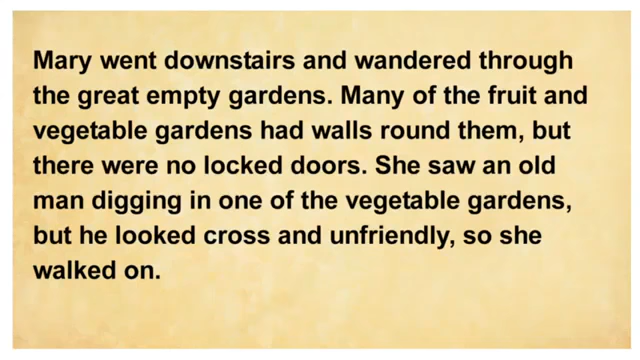 Mary went downstairs and wandered through
the great empty gardens. Many of the fruit and
vegetable gardens had walls round them, but
there were no locked doors. She saw an old
man digging in one of the vegetable gardens,
but he looked cross and unfriendly, so she
walked on.